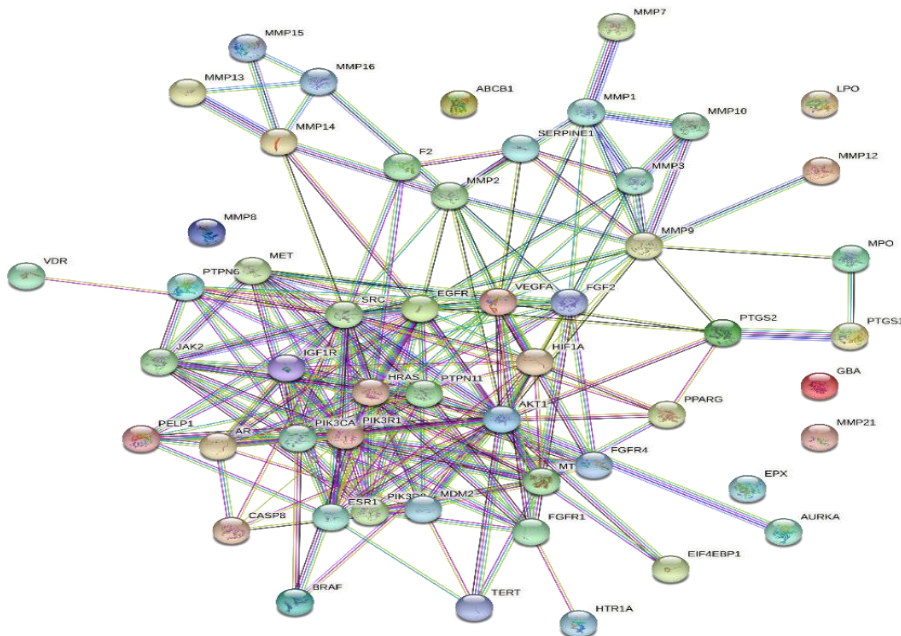 MMP7
MMP15
MMP16
MMP13
ABCB1
LPO
MMP1
MMP10
MMP14
SERPINE1
F2
MMP3
MMP12
MMP2
MMP8
MMP9
MPO
VDR
MET
PTPN6
SRC
EGFR
VEGFA
FGF2
PTGS2
PTGS1
JAK2
IGF1R
HIF1A
HRAS
PTPN11
GBA
PELP1
AR
PIK3CA
PIK3R1
AKT1
PPARG
MMP21
FGFR4
MT
EPX
CASP8
ESR1
MDM2
FGFR1
AURKA
EIF4EBP1
BRAF
TERT
HTR1A